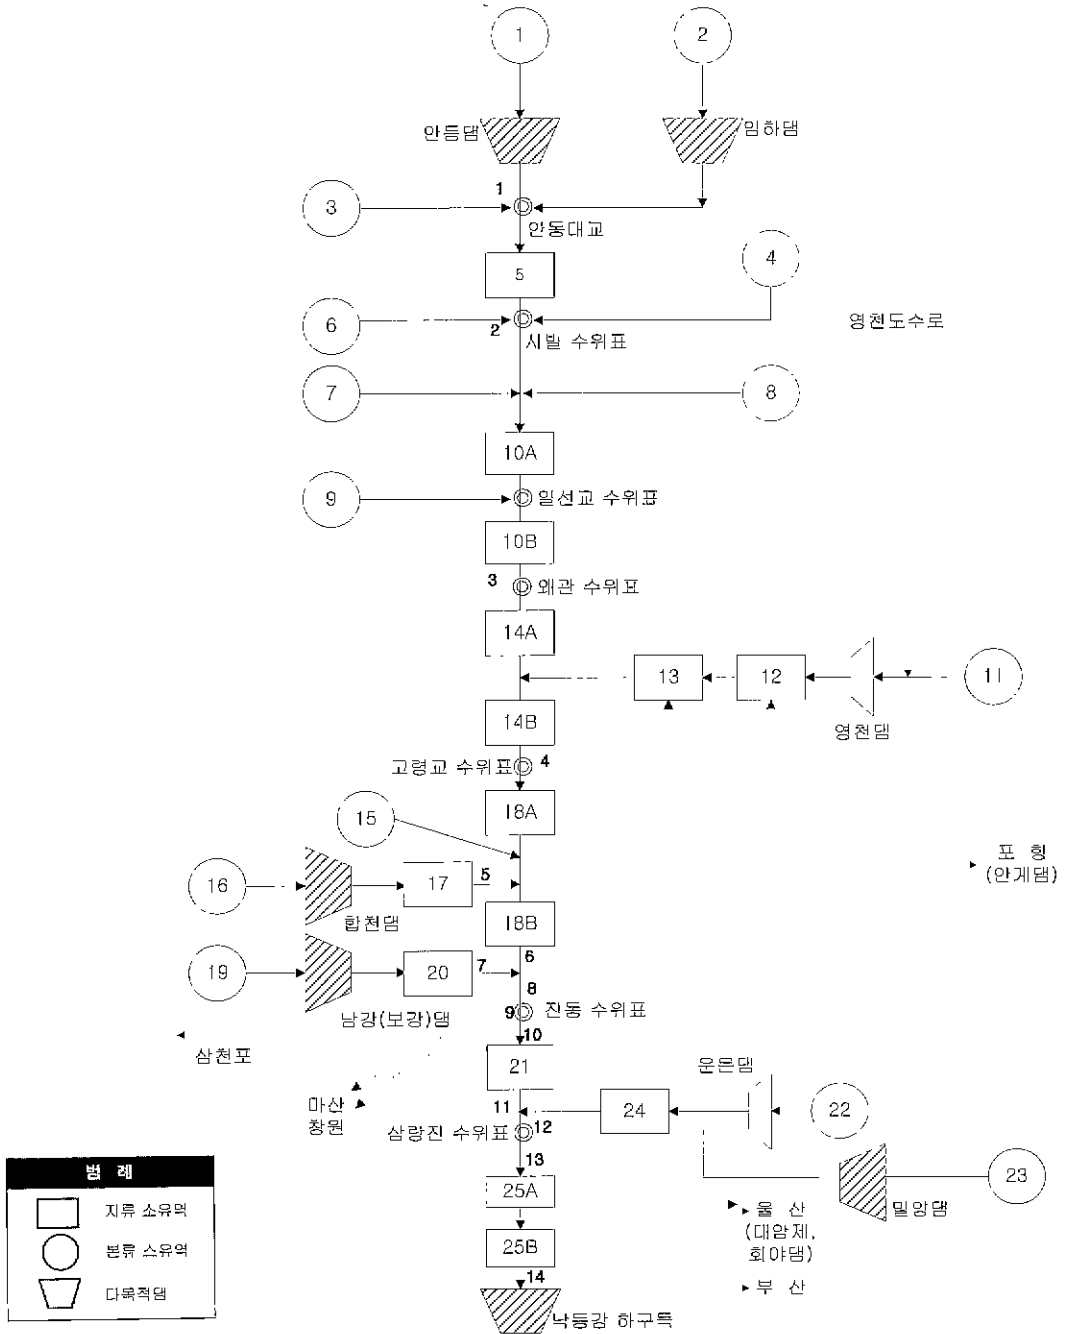 1
2
안동댐
임하댐
1
3
안동대교
4
5
6
2
시발 수위표
영천도수로
7
8
10A
9
일선교 수위표
10B
3
왜관 수위표
14A
13
12
11
영천댐
14B
고령교 수위표
4
18A
15
포 항
(안계댐)
16
17
5
합천댐
18B
6
19
20
7
8
9
진동 수위표
남강(보강)댐
10
삼천포
21
운문댐
마산
창원
11
24
22
삼랑진 수위표
12
13
23
25A
밀양댐
울 산
(대암제,
회야댐)
25B
부 산
14
낙동강 하구둑
범 례
지류 소유역
본류 소유역
다목적댐